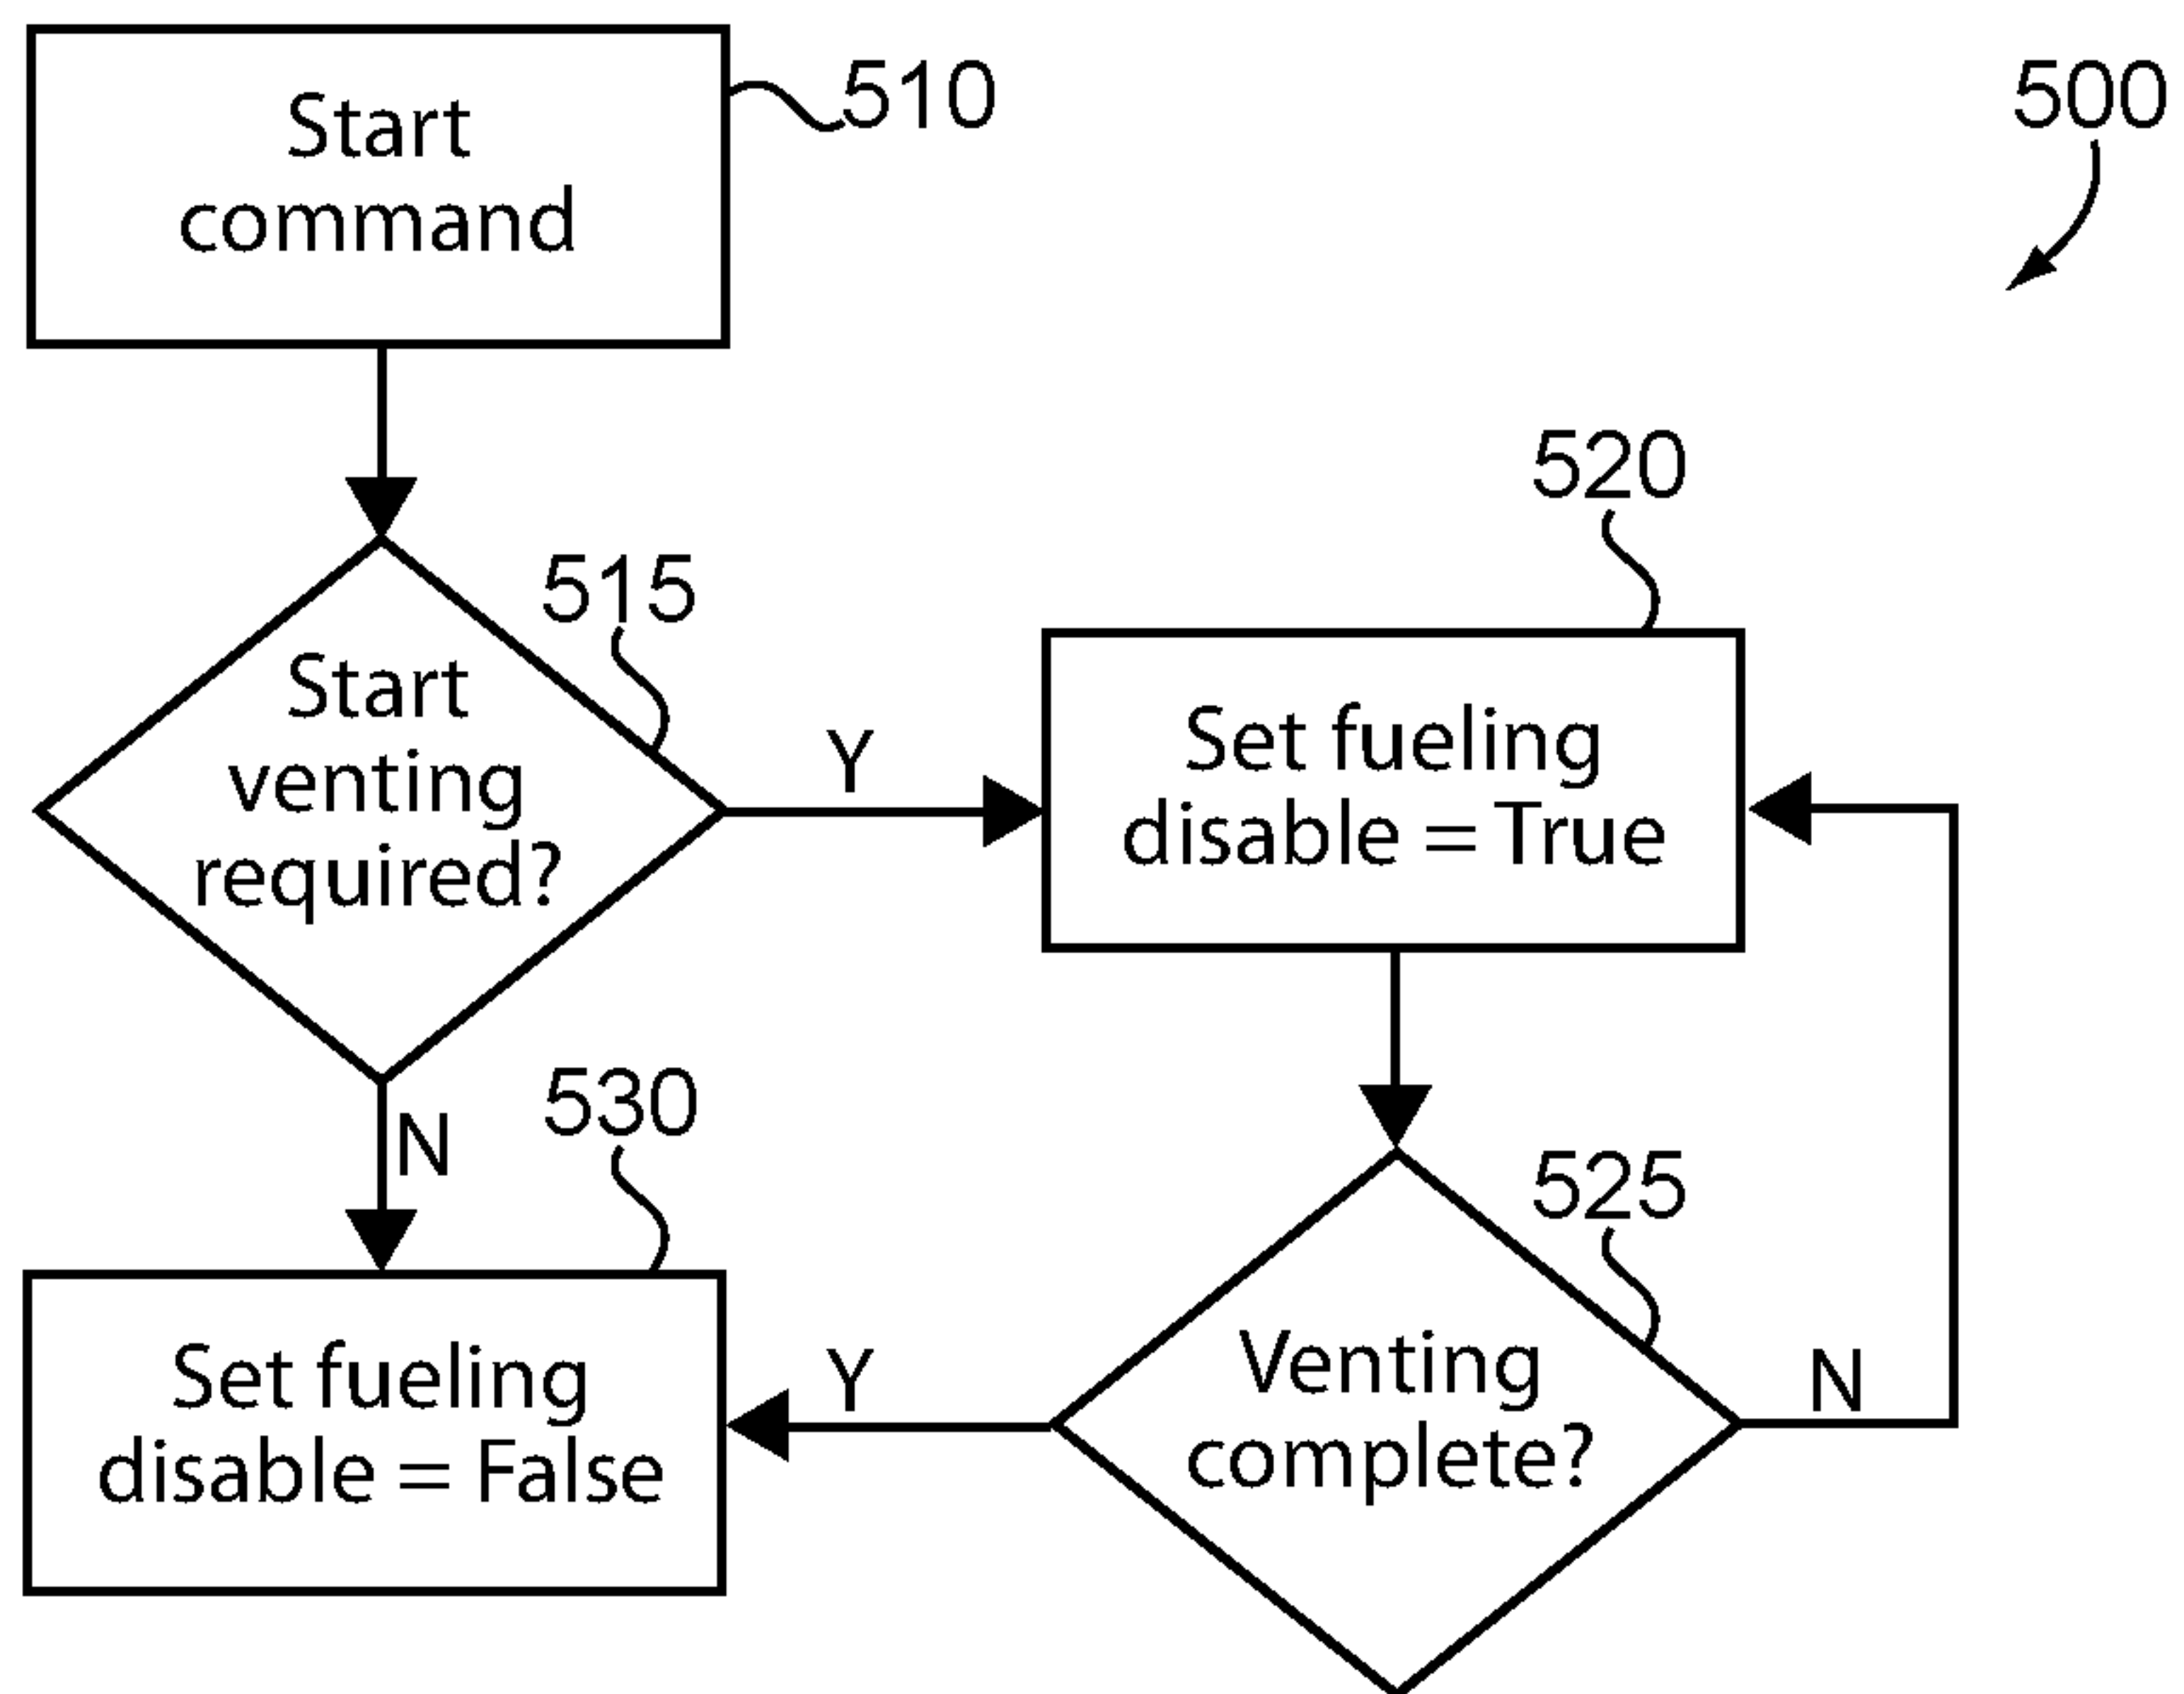 Start
command
510
500
Start
venting
required?
515
Y
520
Set fueling
disable = True
N
530
Set fueling
disable = False
Y
525
Venting
complete?
N